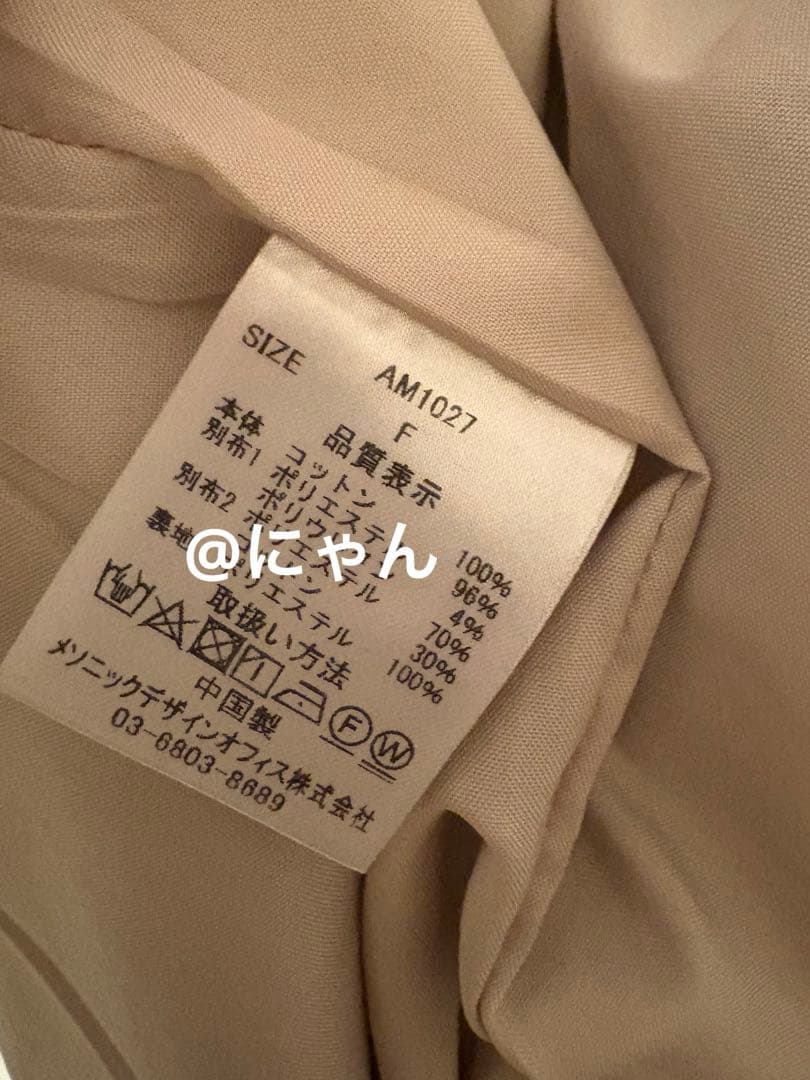 AM1027
SIZE F
品質表示
本体 コットン 100%
別布1 ポリエステル 96%
ポリウレタン 4%
別布2 ポリエステル 70%
コットン 30%
裏地 ポリエステル 100%
取扱い方法
F W
中国製
メソニックデザインオフィス株式会社
03-6803-8689
@にゃん